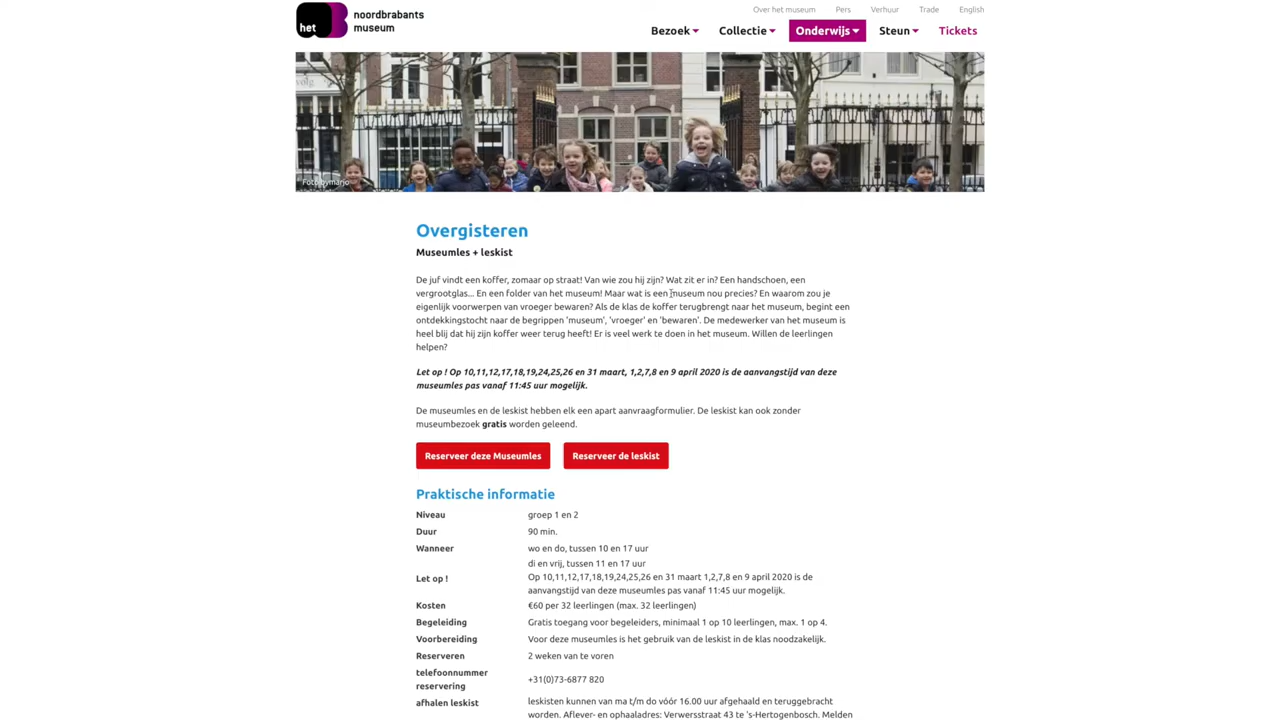 Over het museum Pers Verhuur Trade English
het noordbrabants museum
Bezoek Collectie Onderwijs Steun Tickets
volg
Foto bymarjo
Overgisteren
Museumles + leskist
De juf vindt een koffer, zomaar op straat! Van wie zou hij zijn? Wat zit er in? Een handschoen, een
vergrootglas... En een folder van het museum! Maar wat is een museum nou precies? En waarom zou je
eigenlijk voorwerpen van vroeger bewaren? Als de klas de koffer terugbrengt naar het museum, begint een
ontdekkingstocht naar de begrippen 'museum', 'vroeger' en 'bewaren'. De medewerker van het museum is
heel blij dat hij zijn koffer weer terug heeft! Er is veel werk te doen in het museum. Willen de leerlingen
helpen?
Let op ! Op 10,11,12,17,18,19,24,25,26 en 31 maart, 1,2,7,8 en 9 april 2020 is de aanvangstijd van deze
museumles pas vanaf 11:45 uur mogelijk.
De museumles en de leskist hebben elk een apart aanvraagformulier. De leskist kan ook zonder
museumbezoek gratis worden geleend.
Reserveer deze Museumles Reserveer de leskist
Praktische informatie
Niveau groep 1 en 2
Duur 90 min.
Wanneer wo en do, tussen 10 en 17 uur
di en vrij, tussen 11 en 17 uur
Let op ! Op 10,11,12,17,18,19,24,25,26 en 31 maart 1,2,7,8 en 9 april 2020 is de
aanvangstijd van deze museumles pas vanaf 11:45 uur mogelijk.
Kosten €60 per 32 leerlingen (max. 32 leerlingen)
Begeleiding Gratis toegang voor begeleiders, minimaal 1 op 10 leerlingen, max. 1 op 4.
Voorbereiding Voor deze museumles is het gebruik van de leskist in de klas noodzakelijk.
Reserveren 2 weken van te voren
telefoonnummer reservering +31(0)73-6877 820
afhalen leskist leskisten kunnen van ma t/m do vóór 16.00 uur afgehaald en teruggebracht
worden. Aflever- en ophaaladres: Verwersstraat 43 te 's-Hertogenbosch. Melden